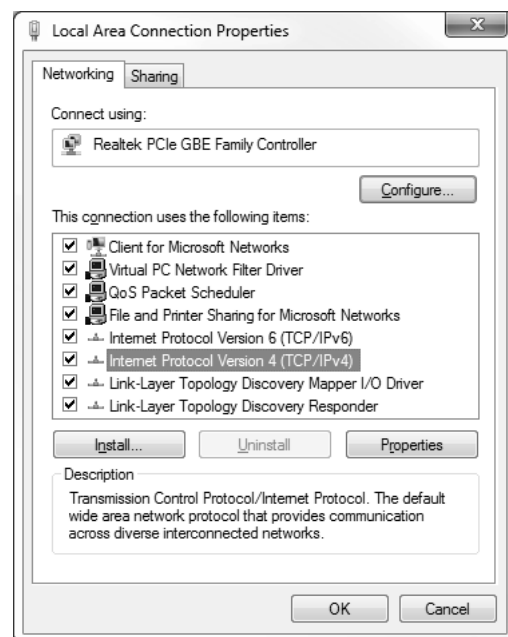 Local Area Connection Properties
x
Networking Sharing
Connect using:
Realtek PCIe GBE Family Controller
Configure...
This connection uses the following items:
Client for Microsoft Networks
Virtual PC Network Filter Driver
QoS Packet Scheduler
File and Printer Sharing for Microsoft Networks
Internet Protocol Version 6 (TCP/IPv6)
Internet Protocol Version 4 (TCP/IPv4)
Link-Layer Topology Discovery Mapper I/O Driver
Link-Layer Topology Discovery Responder
Install... Uninstall Properties
Description
Transmission Control Protocol/Internet Protocol. The default
wide area network protocol that provides communication
across diverse interconnected networks.
OK Cancel